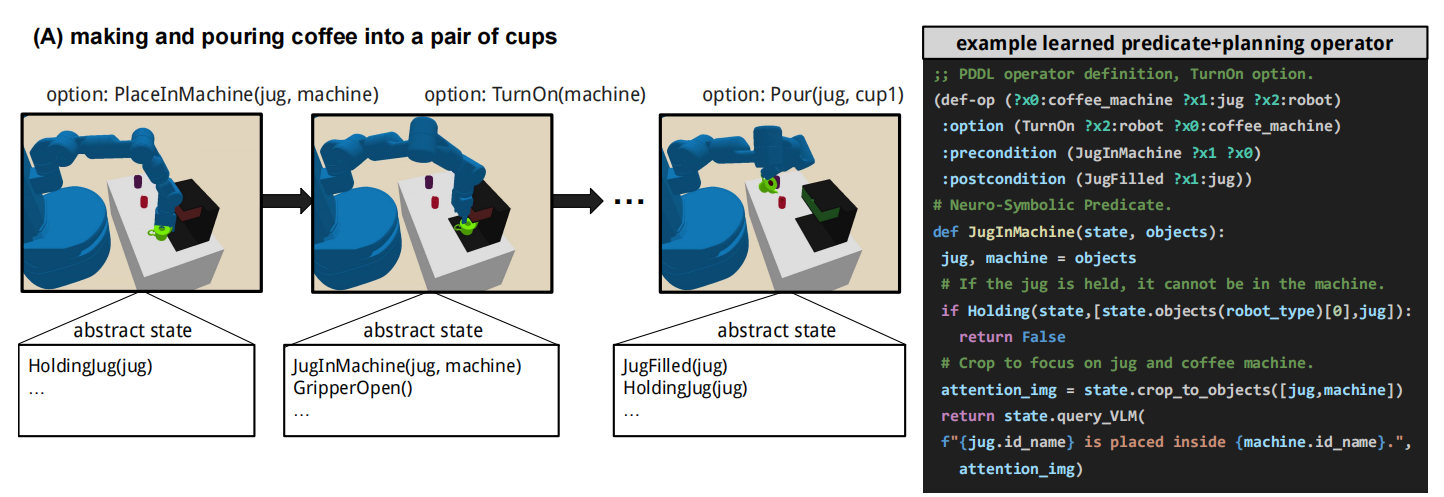 (A) making and pouring coffee into a pair of cups
option: PlaceInMachine(jug, machine)
option: TurnOn(machine)
option: Pour(jug, cup1)
...
abstract state
HoldingJug(jug)
...
abstract state
JugInMachine(jug, machine)
GripperOpen()
...
abstract state
JugFilled(jug)
HoldingJug(jug)
...
example learned predicate+planning operator
;; PDDL operator definition, TurnOn option.
(def-op (?x0:coffee_machine ?x1:jug ?x2:robot)
:option (TurnOn ?x2:robot ?x0:coffee_machine)
:precondition (JugInMachine ?x1 ?x0)
:postcondition (JugFilled ?x1:jug))
# Neuro-Symbolic Predicate.
def JugInMachine(state, objects):
jug, machine = objects
# If the jug is held, it cannot be in the machine.
if Holding(state,[state.objects(robot_type)[0],jug]):
return False
# Crop to focus on jug and coffee machine.
attention_img = state.crop_to_objects([jug,machine])
return state.query_VLM(
f"{jug.id_name} is placed inside {machine.id_name}.",
attention_img)